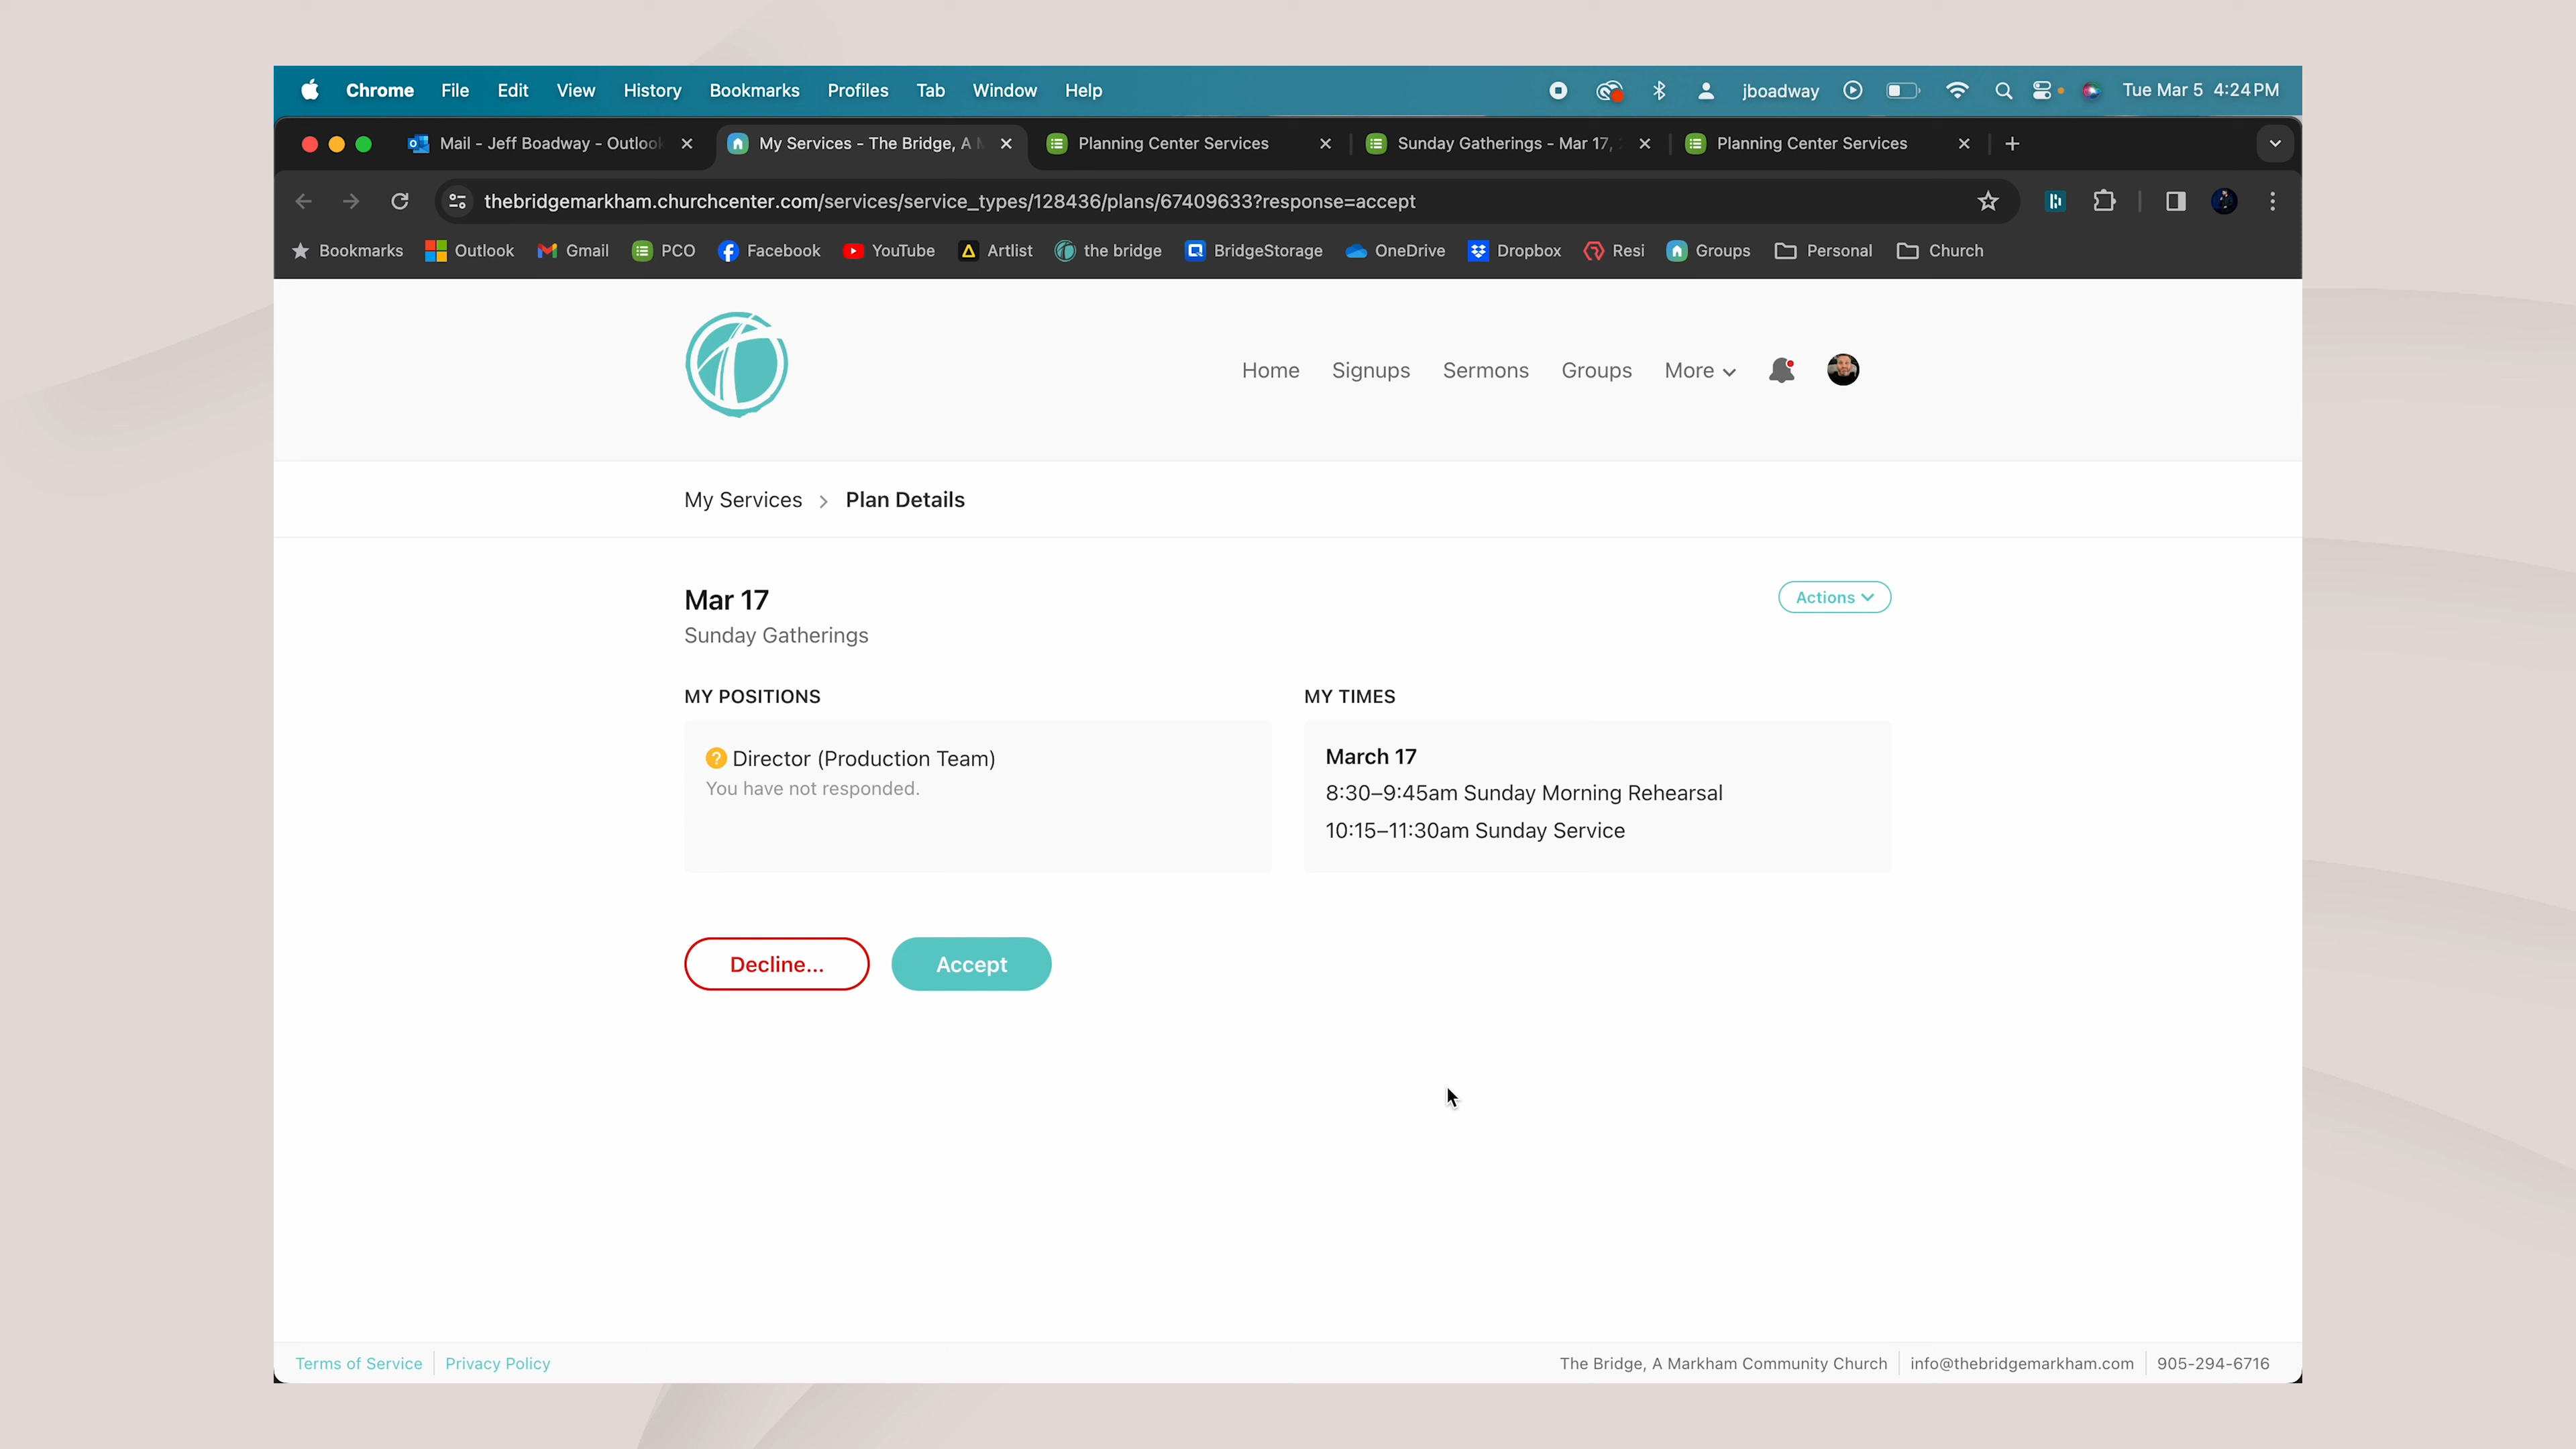 Chrome File Edit View History Bookmarks Profiles Tab Window Help jboadway Tue Mar 5 4:24 PM
Mail - Jeff Boadway - Outlook My Services - The Bridge, A M Planning Center Services Sunday Gatherings - Mar 17, Planning Center Services
thebridgemarkham.churchcenter.com/services/service_types/128436/plans/67409633?response=accept
Bookmarks Outlook Gmail PCO Facebook YouTube Artlist the bridge BridgeStorage OneDrive Dropbox Resi Groups Personal Church
Home Signups Sermons Groups More
My Services > Plan Details
Mar 17
Actions
Sunday Gatherings
MY POSITIONS
? Director (Production Team)
You have not responded.
MY TIMES
March 17
8:30–9:45am Sunday Morning Rehearsal
10:15–11:30am Sunday Service
Decline... Accept
Terms of Service Privacy Policy The Bridge, A Markham Community Church info@thebridgemarkham.com 905-294-6716